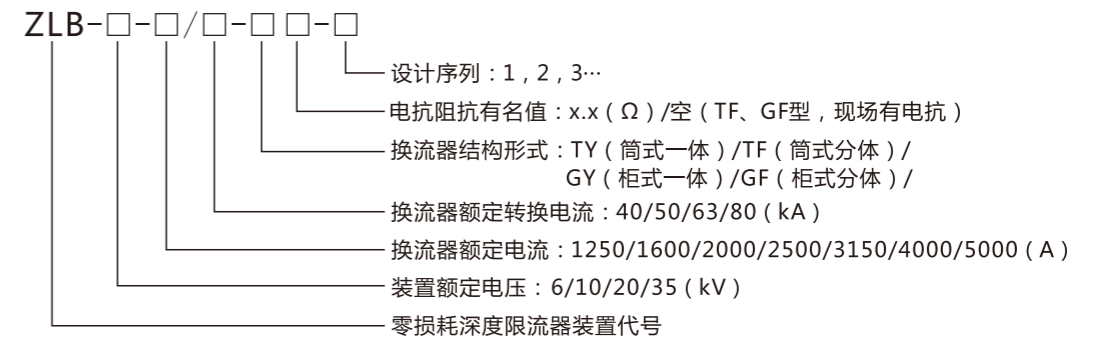 ZLB-□-□/□-□ □-□
设计序列：1，2，3···
电抗阻抗有名值：x.x（Ω）/空（TF、GF型，现场有电抗）
换流器结构形式：TY（筒式一体）/TF（筒式分体）/
GY（柜式一体）/GF（柜式分体）/
换流器额定转换电流：40/50/63/80（kA）
换流器额定电流：1250/1600/2000/2500/3150/4000/5000（A）
装置额定电压：6/10/20/35（kV）
零损耗深度限流器装置代号